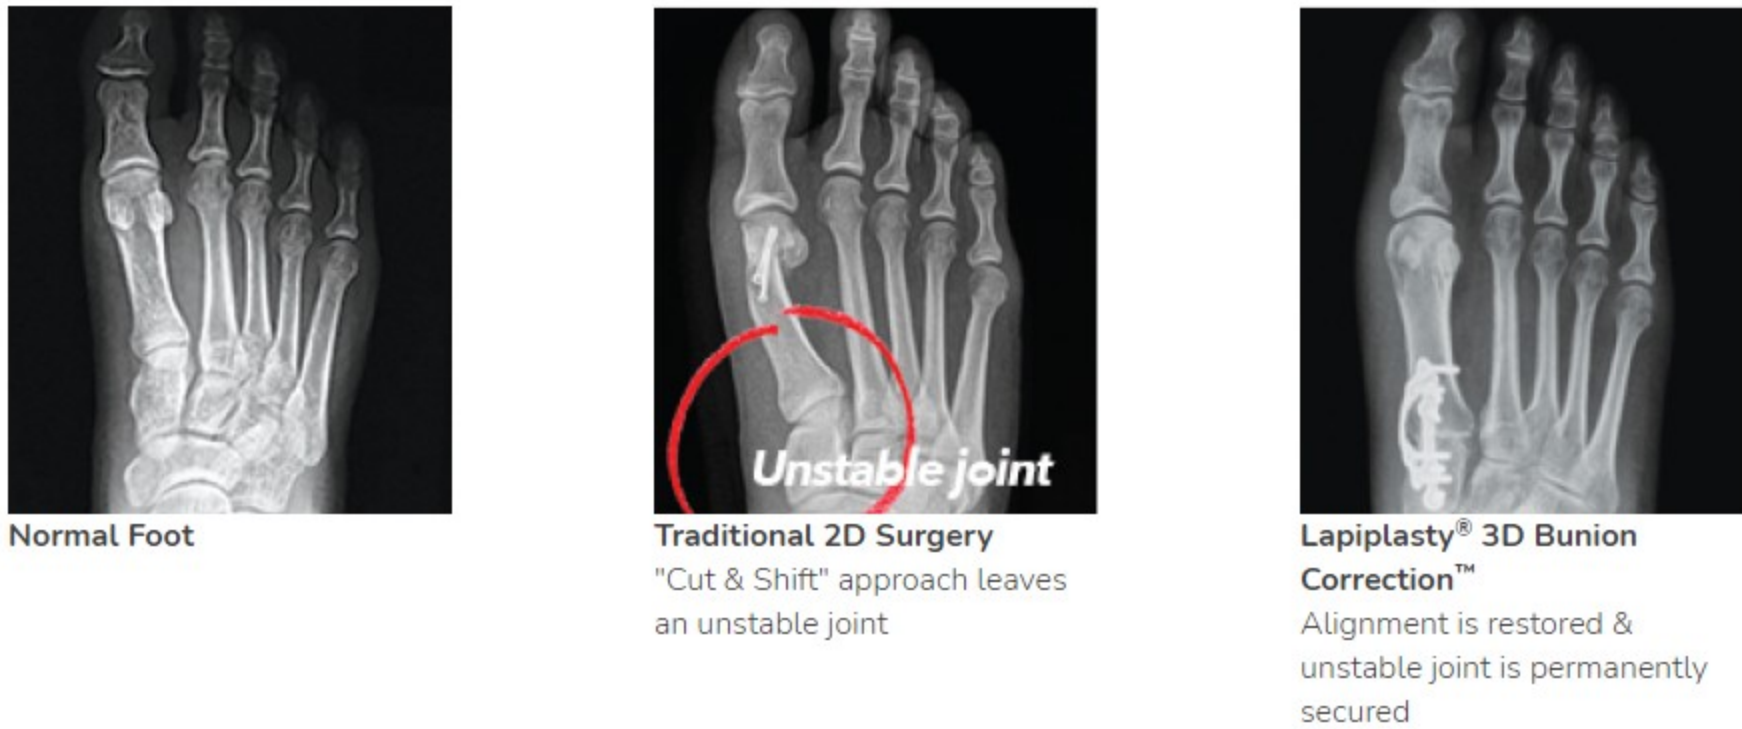 Unstable joint
Normal Foot
Traditional 2D Surgery
"Cut & Shift" approach leaves
an unstable joint
Lapiplasty® 3D Bunion
Correction™
Alignment is restored &
unstable joint is permanently
secured